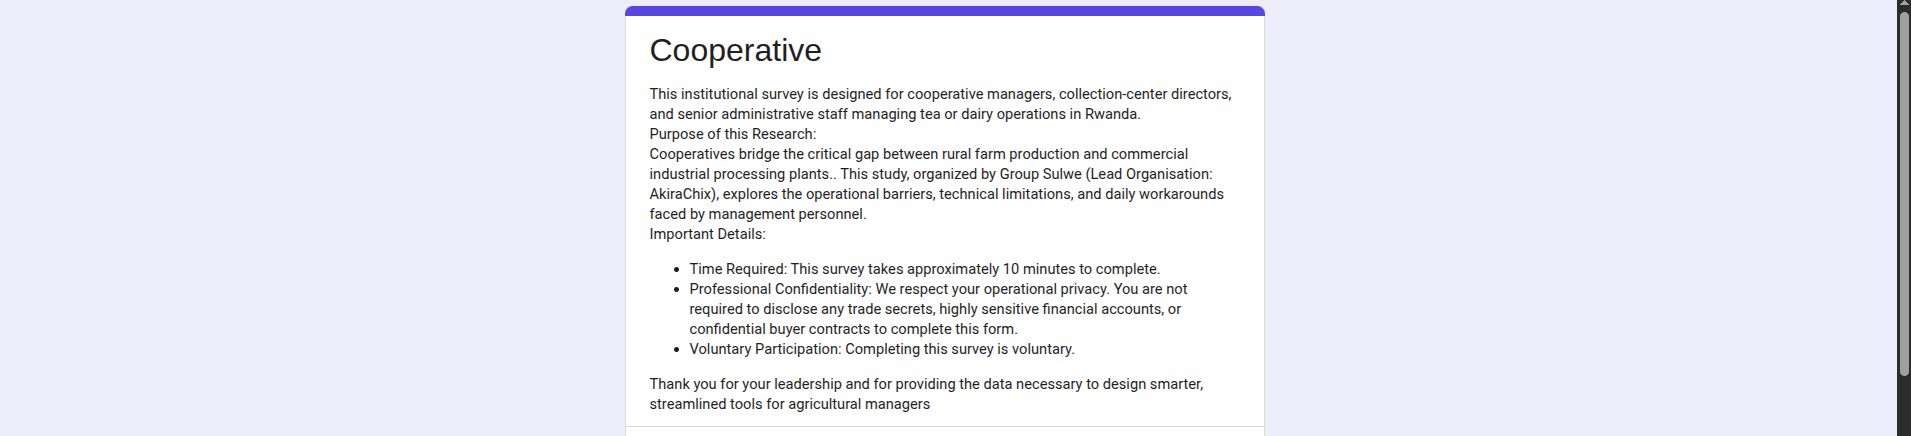 Cooperative
This institutional survey is designed for cooperative managers, collection-center directors,
and senior administrative staff managing tea or dairy operations in Rwanda.
Purpose of this Research:
Cooperatives bridge the critical gap between rural farm production and commercial
industrial processing plants.. This study, organized by Group Sulwe (Lead Organisation:
AkiraChix), explores the operational barriers, technical limitations, and daily workarounds
faced by management personnel.
Important Details:
• Time Required: This survey takes approximately 10 minutes to complete.
• Professional Confidentiality: We respect your operational privacy. You are not
required to disclose any trade secrets, highly sensitive financial accounts, or
confidential buyer contracts to complete this form.
• Voluntary Participation: Completing this survey is voluntary.
Thank you for your leadership and for providing the data necessary to design smarter,
streamlined tools for agricultural managers